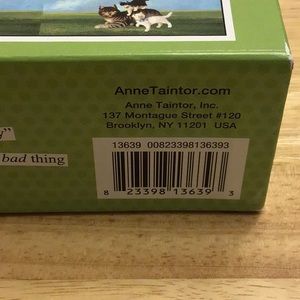 AnneTaintor.com
Anne Taintor, Inc.
137 Montague Street #120
Brooklyn, NY 11201 USA
”
bad thing
13639 00823398136393
8 23398 13639 3